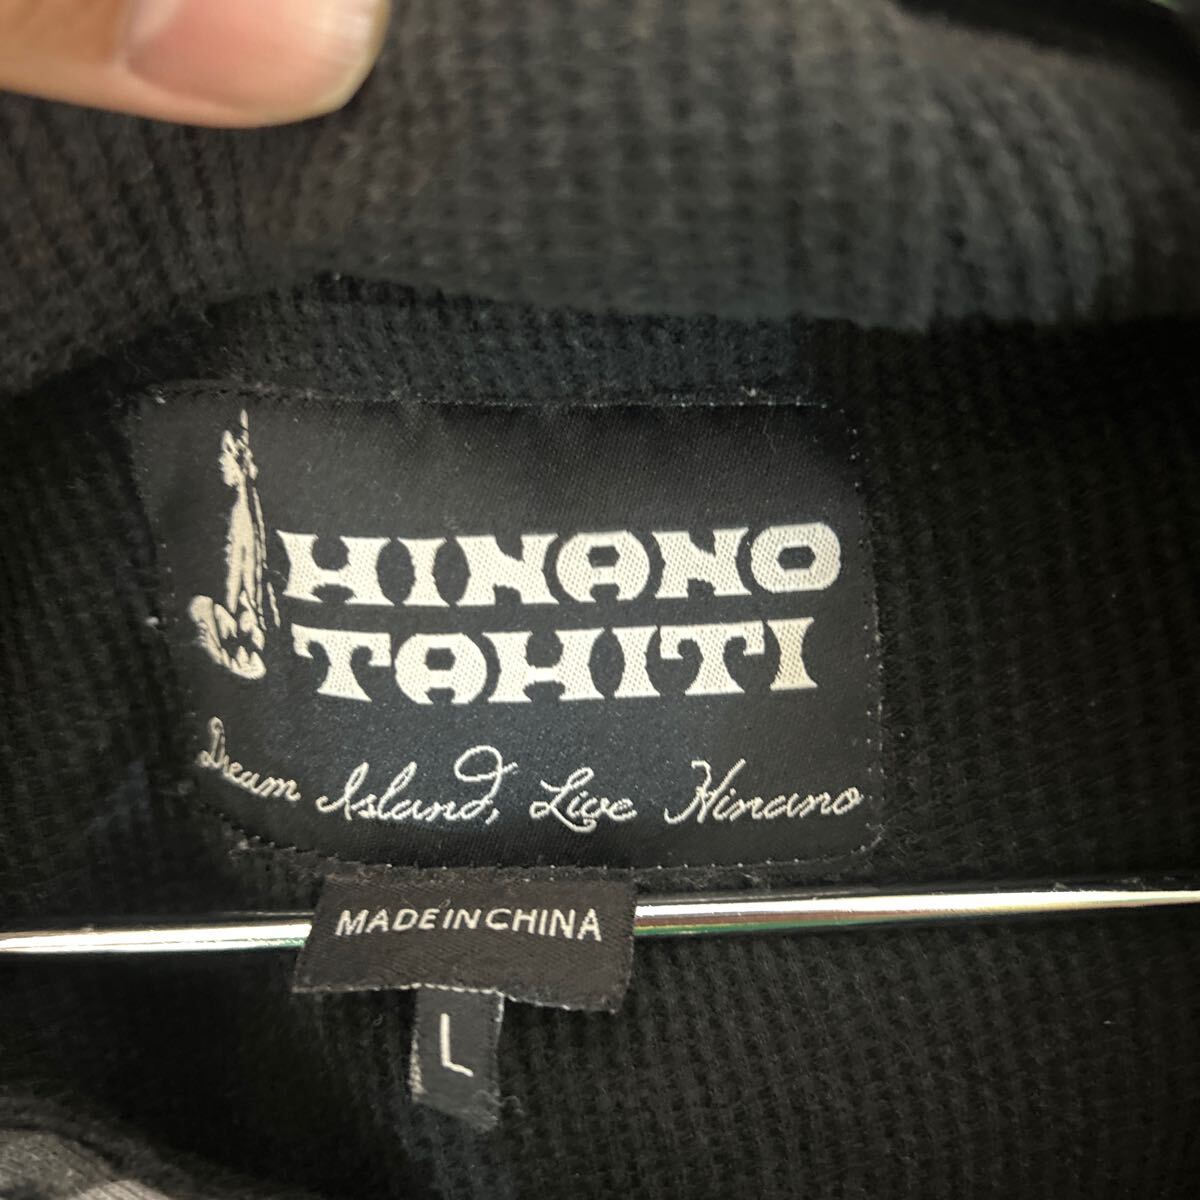 HINANO
TAHITI
Dream Island, Live Hinano
MADE IN CHINA
L